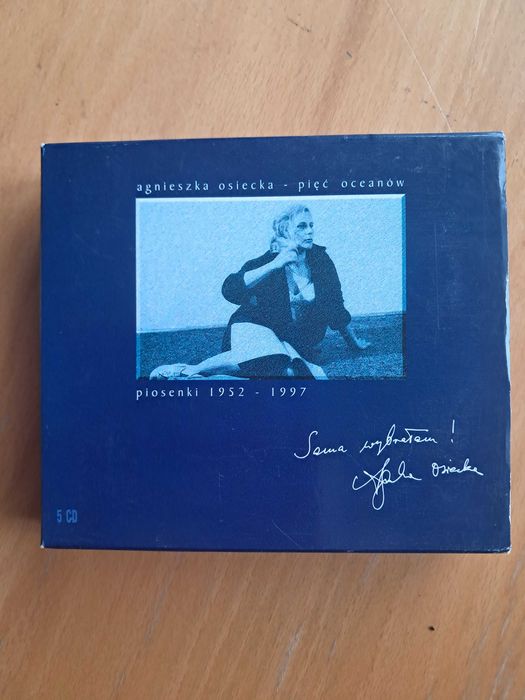 agnieszka osiecka - pięć oceanów
piosenki 1952 - 1997
Sama wybrałam!
Agnieszka Osiecka
5 CD